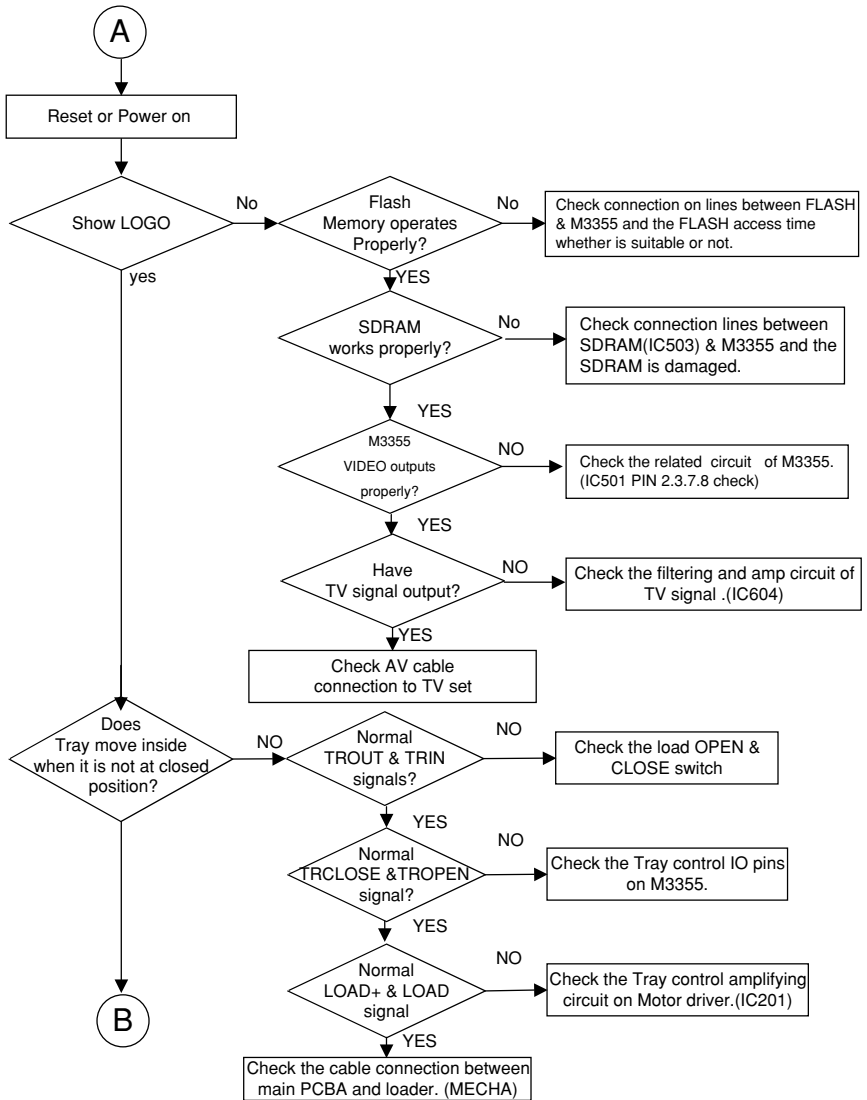 A
Reset or Power on
Show LOGO
No
Flash
Memory operates
Properly?
No
Check connection on lines between FLASH
& M3355 and the FLASH access time
whether is suitable or not.
yes
YES
SDRAM
works properly?
No
Check connection lines between
SDRAM(IC503) & M3355 and the
SDRAM is damaged.
YES
M3355
VIDEO outputs
properly?
NO
Check the related circuit of M3355.
(IC501 PIN 2.3.7.8 check)
YES
Have
TV signal output?
NO
Check the filtering and amp circuit of
TV signal .(IC604)
YES
Check AV cable
connection to TV set
Does
Tray move inside
when it is not at closed
position?
NO
Normal
TROUT & TRIN
signals?
NO
Check the load OPEN &
CLOSE switch
YES
Normal
TRCLOSE &TROPEN
signal?
NO
Check the Tray control IO pins
on M3355.
YES
Normal
LOAD+ & LOAD
signal
NO
Check the Tray control amplifying
circuit on Motor driver.(IC201)
YES
Check the cable connection between
main PCBA and loader. (MECHA)
B